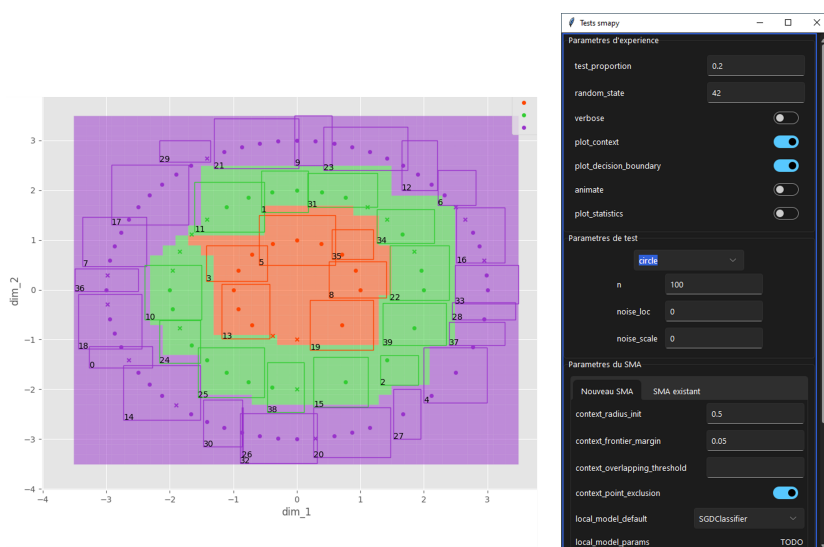 Tests smapy
Parametres d'experience
test_proportion 0.2
random_state 42
verbose
plot_context
plot_decision_boundary
animate
plot_statistics
Parametres de test
circle
n 100
noise_loc 0
noise_scale 0
Parametres du SMA
Nouveau SMA SMA existant
context_radius_init 0.5
context_frontier_margin 0.05
context_overlapping_threshold
context_point_exclusion
local_model_default SGDClassifier
local_model_params TODO
dim_2
3
2
1
0
−1
−2
−3
−4
−4 −3 −2 −1 0 1 2 3
dim_1
29
21
9
23
12
6
17
1
31
11
34
7
5
35
16
3
36
8
22
33
10
28
13
18
19
39
37
0
24
2
25
4
14
38
15
30
27
26
32
20